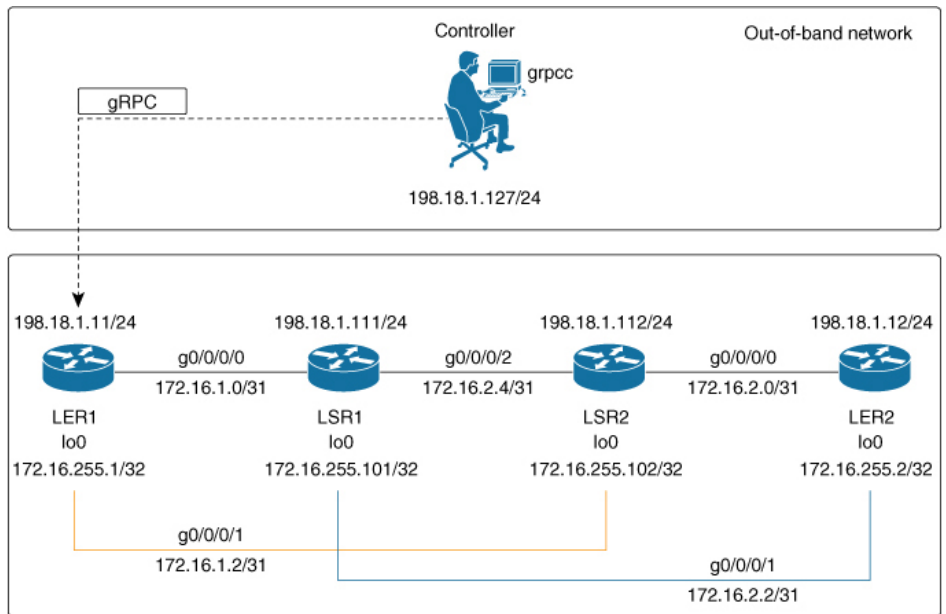 Controller
Out-of-band network
grpcc
gRPC
198.18.1.127/24
198.18.1.11/24
198.18.1.111/24
198.18.1.112/24
198.18.1.12/24
g0/0/0/0
g0/0/0/2
g0/0/0/0
172.16.1.0/31
172.16.2.4/31
172.16.2.0/31
LER1
LSR1
LSR2
LER2
lo0
lo0
lo0
lo0
172.16.255.1/32
172.16.255.101/32
172.16.255.102/32
172.16.255.2/32
g0/0/0/1
172.16.1.2/31
g0/0/0/1
172.16.2.2/31